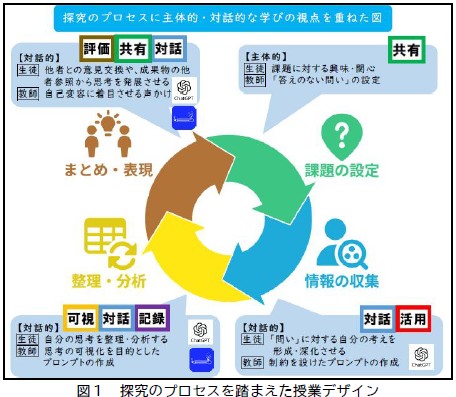 探究のプロセスに主体的・対話的な学びの視点を重ねた図
評価 共有 対話
【対話的】
生徒 他者との意見交換や、成果物の他
者参照から思考を発展させる
教師 自己変容に着目させる声かけ
ChatGPT
まとめ・表現
共有
【主体的】
生徒 課題に対する興味・関心
教師 「答えのない問い」の設定
課題の設定
整理・分析
情報の収集
可視 対話 記録
【対話的】
生徒 自分の思考を整理・分析する
教師 思考の可視化を目的とした
プロンプトの作成
ChatGPT
対話 活用
【対話的】
生徒 「問い」に対する自分の考えを
形成・深化させる
教師 制約を設けたプロンプトの作成
ChatGPT
図1 探究のプロセスを踏まえた授業デザイン